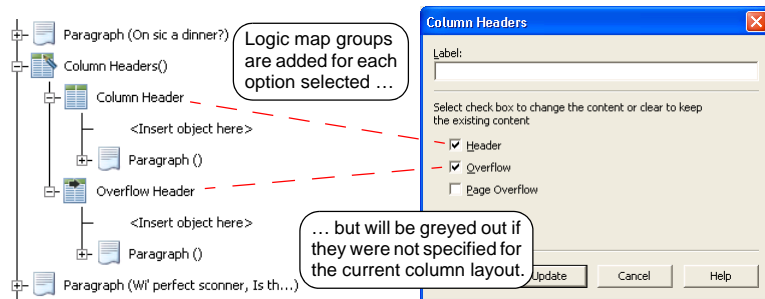 Paragraph (On sic a dinner?)
Column Headers()
Column Header
<Insert object here>
Paragraph ()
Overflow Header
<Insert object here>
Paragraph ()
Paragraph (Wi' perfect sconner, Is th...)
Logic map groups
are added for each
option selected …
Column Headers
Label:
Select check box to change the content or clear to keep
the existing content
Header
Overflow
Page Overflow
… but will be greyed out if
they were not specified for
the current column layout.
Update
Cancel
Help